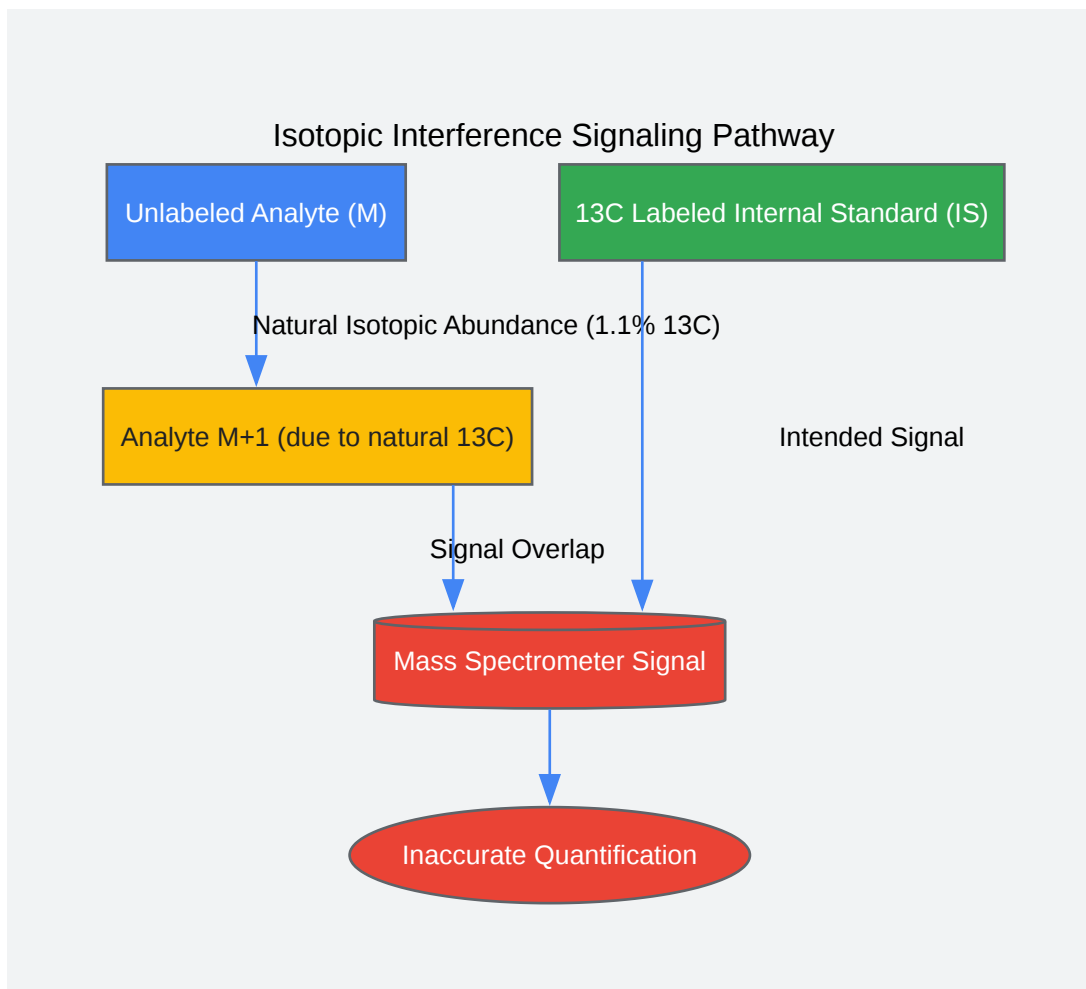 Isotopic Interference Signaling Pathway
Unlabeled Analyte (M)
13C Labeled Internal Standard (IS)
Natural Isotopic Abundance (1.1% 13C)
Analyte M+1 (due to natural 13C)
Intended Signal
Signal Overlap
Mass Spectrometer Signal
Inaccurate Quantification